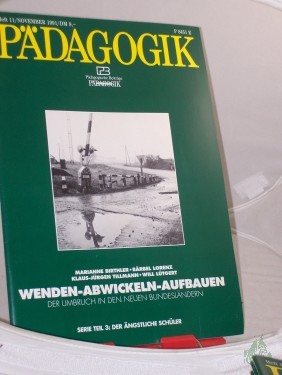 Heft 11/NOVEMBER 1991/DM 8,-
P 8451 E
PÄDAGOGIK
Pädagogische Beiträge
PÄDAGOGIK
MARIANNE BIRTHLER • BÄRBEL LORENZ
KLAUS-JÜRGEN TILLMANN • WILL LÜTGERT
WENDEN-ABWICKELN-AUFBAUEN
DER UMBRUCH IN DEN NEUEN BUNDESLÄNDERN
SERIE TEIL 3: DER ÄNGSTLICHE SCHÜLER